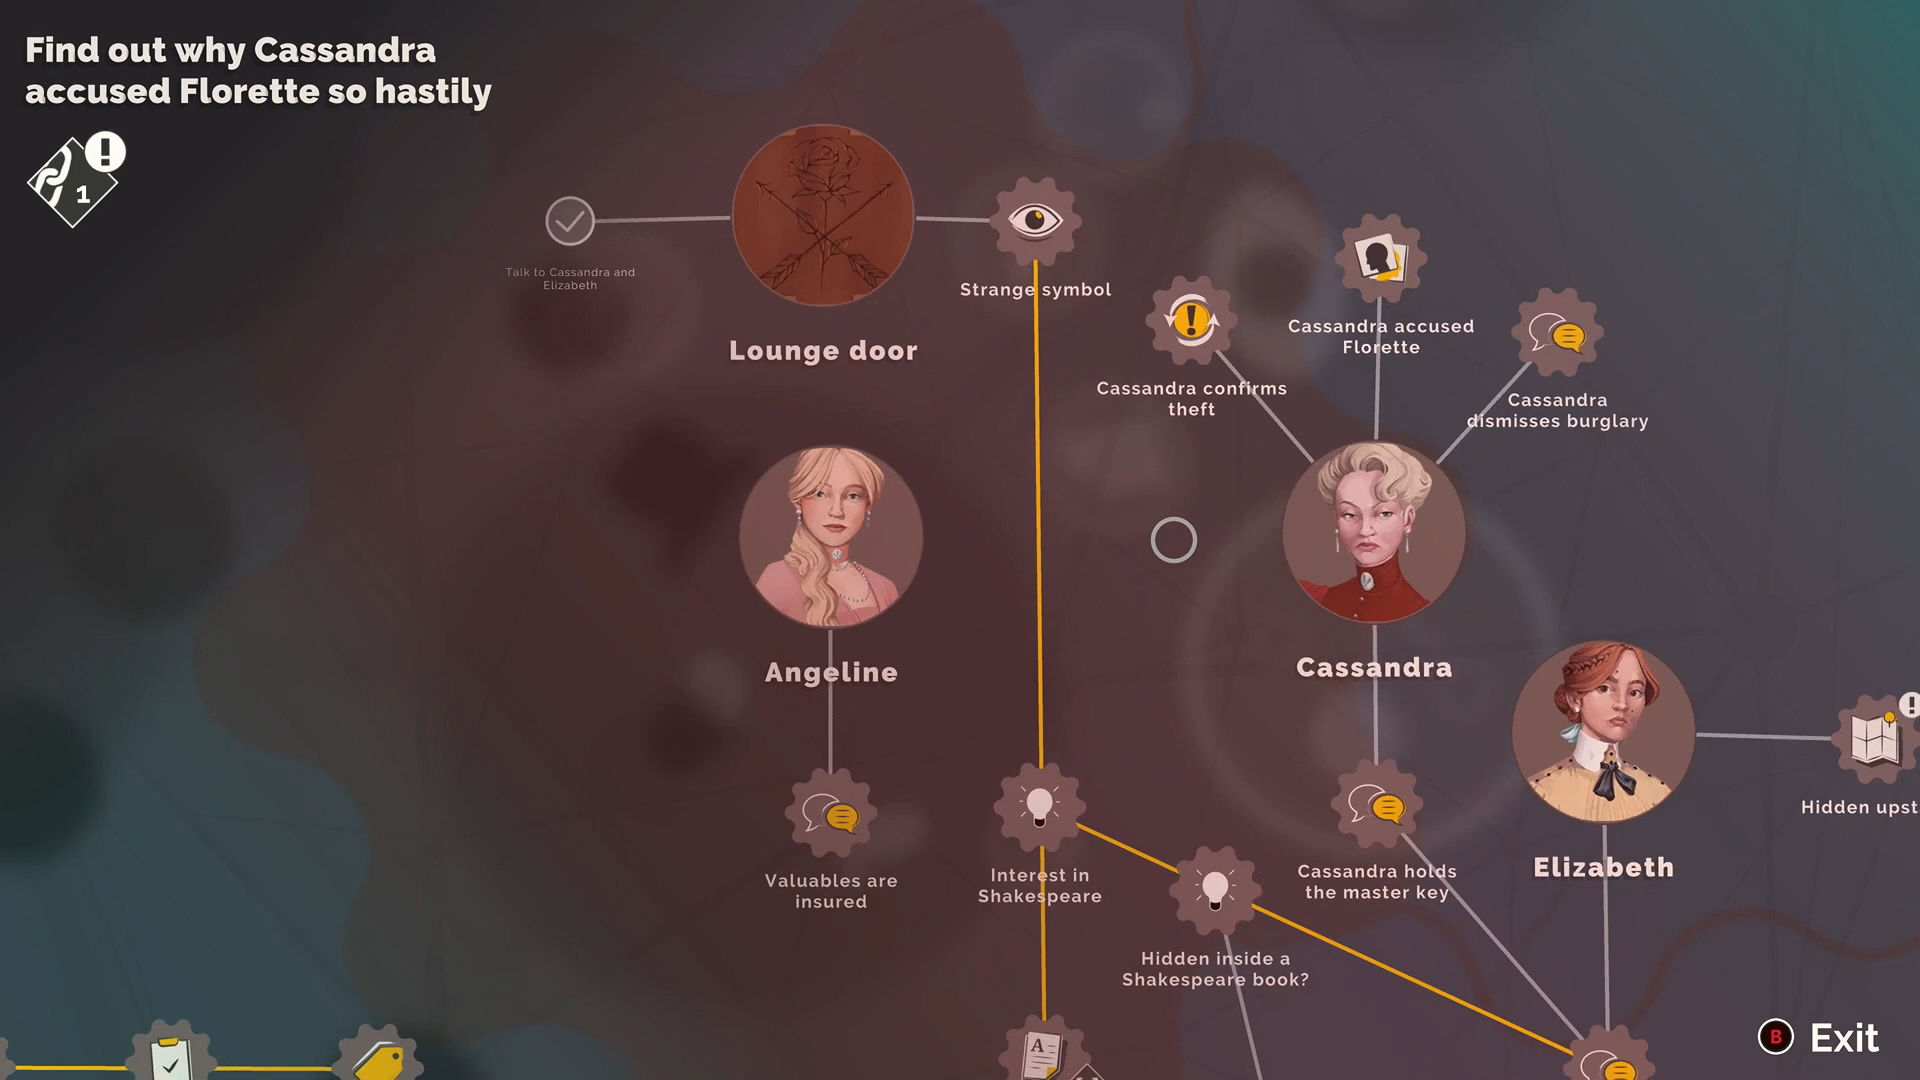 Find out why Cassandra
accused Florette so hastily
1
Talk to Cassandra and
Elizabeth
Lounge door
Strange symbol
Cassandra confirms
theft
Cassandra accused
Florette
Cassandra
dismisses burglary
Angeline
Cassandra
Elizabeth
Hidden upst
Valuables are
insured
Interest in
Shakespeare
Cassandra holds
the master key
Hidden inside a
Shakespeare book?
A
B Exit